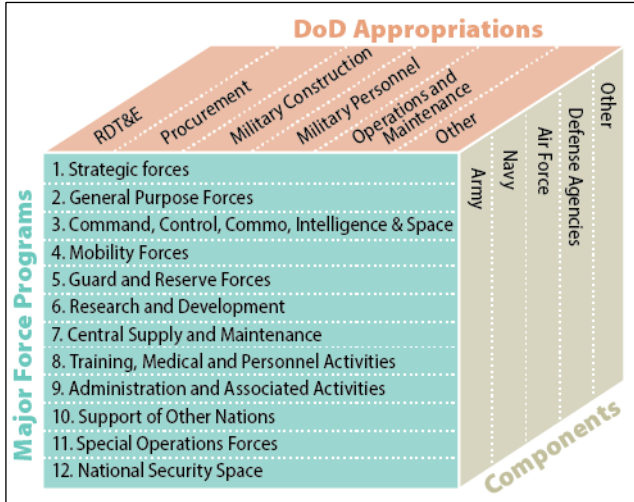 DoD Appropriations
RDT&E
Procurement
Military Construction
Military Personnel
Operations and
Maintenance
Other
Major Force Programs
1. Strategic forces
2. General Purpose Forces
3. Command, Control, Commo, Intelligence & Space
4. Mobility Forces
5. Guard and Reserve Forces
6. Research and Development
7. Central Supply and Maintenance
8. Training, Medical and Personnel Activities
9. Administration and Associated Activities
10. Support of Other Nations
11. Special Operations Forces
12. National Security Space
Army
Navy
Air Force
Defense Agencies
Other
Components